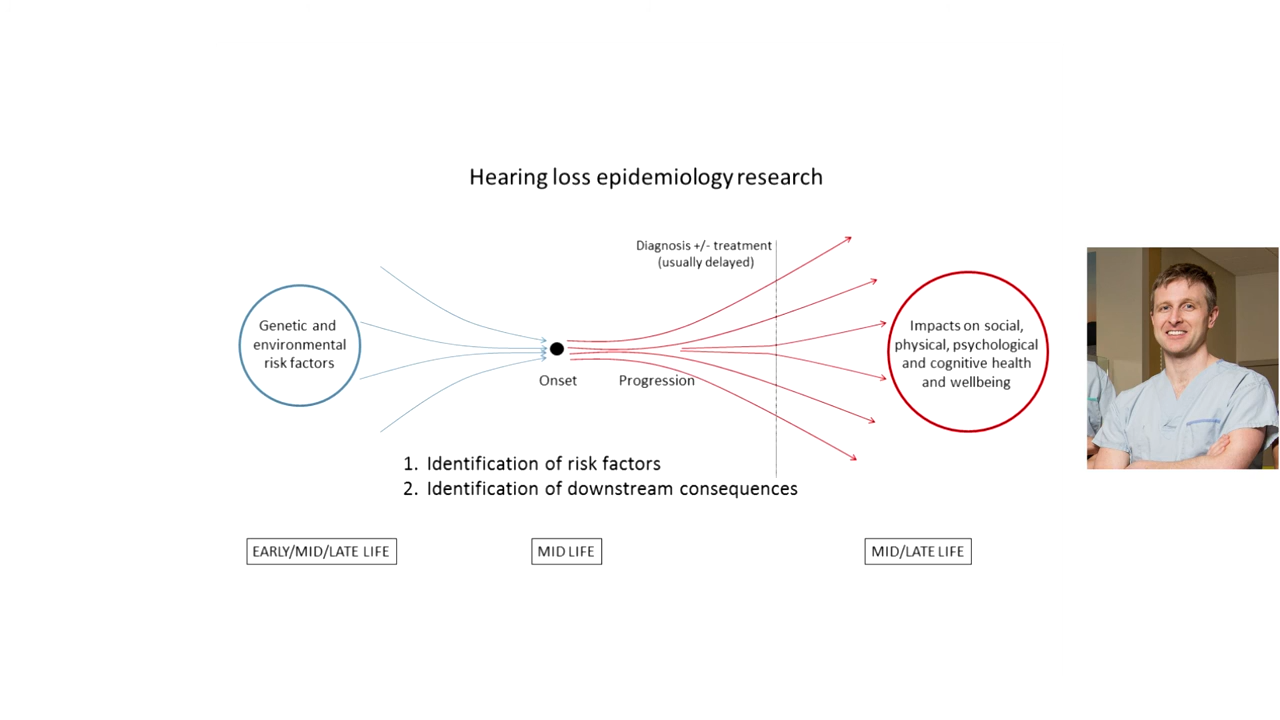 Hearing loss epidemiology research
Diagnosis +/- treatment
(usually delayed)
Genetic and
environmental
risk factors
Onset
Progression
Impacts on social,
physical, psychological
and cognitive health
and wellbeing
1. Identification of risk factors
2. Identification of downstream consequences
EARLY/MID/LATE LIFE
MID LIFE
MID/LATE LIFE